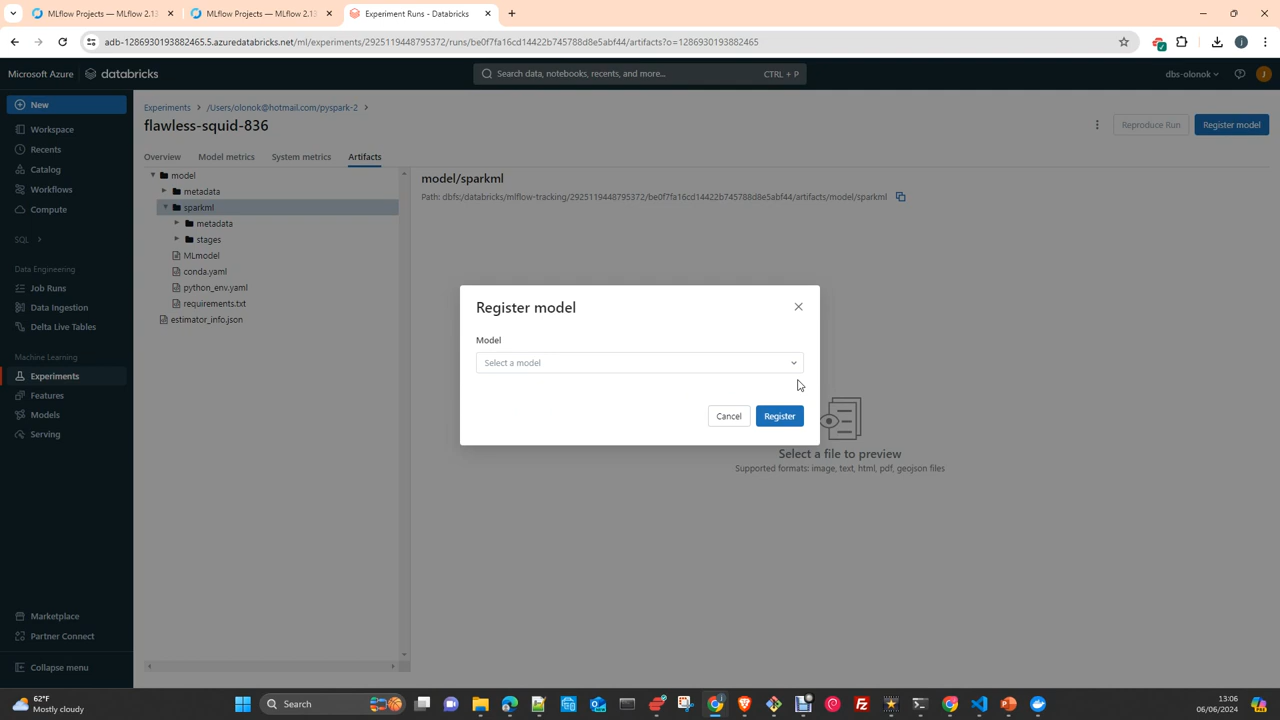 MLflow Projects — MLflow 2.13
MLflow Projects — MLflow 2.13
Experiment Runs - Databricks
adb-1286930193882465.5.azuredatabricks.net/ml/experiments/2925119448795372/runs/be0f7fa16cd14422b745788d8e5abf44/artifacts?o=1286930193882465
Microsoft Azure
databricks
Search data, notebooks, recents, and more...
CTRL + P
dbs-olonok
J
New
Workspace
Recents
Catalog
Workflows
Compute
SQL
Data Engineering
Job Runs
Data Ingestion
Delta Live Tables
Machine Learning
Experiments
Features
Models
Serving
Marketplace
Partner Connect
Collapse menu
Experiments > /Users/olonok@hotmail.com/pyspark-2 >
flawless-squid-836
Reproduce Run
Register model
Overview
Model metrics
System metrics
Artifacts
model
metadata
sparkml
metadata
stages
MLmodel
conda.yaml
python_env.yaml
requirements.txt
estimator_info.json
model/sparkml
Path: dbfs:/databricks/mlflow-tracking/2925119448795372/be0f7fa16cd14422b745788d8e5abf44/artifacts/model/sparkml
Register model
Model
Select a model
Cancel
Register
Select a file to preview
Supported formats: image, text, html, pdf, geojson files
62°F
Mostly cloudy
Search
13:06
06/06/2024